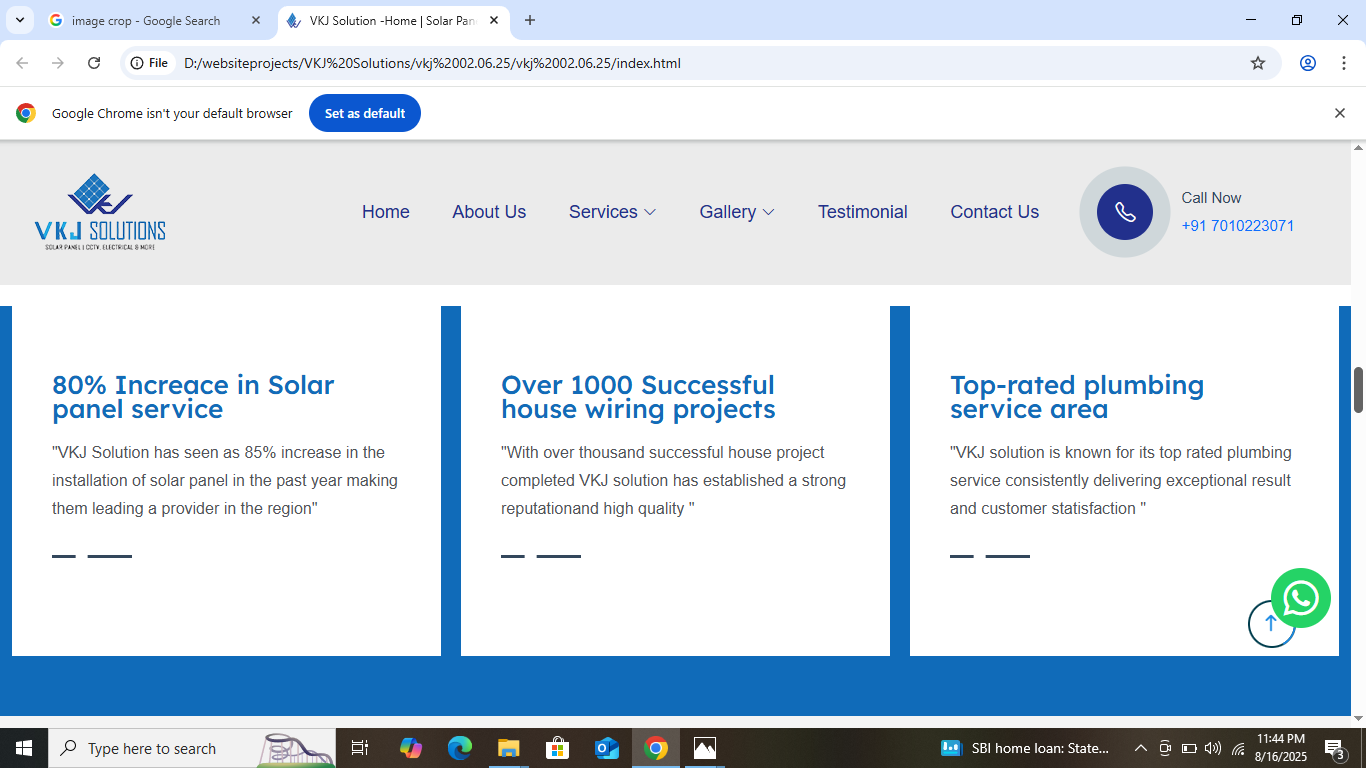 image crop - Google Search
VKJ Solution -Home | Solar Pan
File
D:/websiteprojects/VKJ%20Solutions/vkj%2002.06.25/vkj%2002.06.25/index.html
Google Chrome isn't your default browser
Set as default
VKJ SOLUTIONS
SOLAR PANEL | CCTV, ELECTRICAL & MORE
Home
About Us
Services
Gallery
Testimonial
Contact Us
Call Now
+91 7010223071
80% Increace in Solar
panel service
"VKJ Solution has seen as 85% increase in the
installation of solar panel in the past year making
them leading a provider in the region"
Over 1000 Successful
house wiring projects
"With over thousand successful house project
completed VKJ solution has established a strong
reputationand high quality "
Top-rated plumbing
service area
"VKJ solution is known for its top rated plumbing
service consistently delivering exceptional result
and customer statisfaction "
Type here to search
SBI home loan: State...
11:44 PM
8/16/2025
3